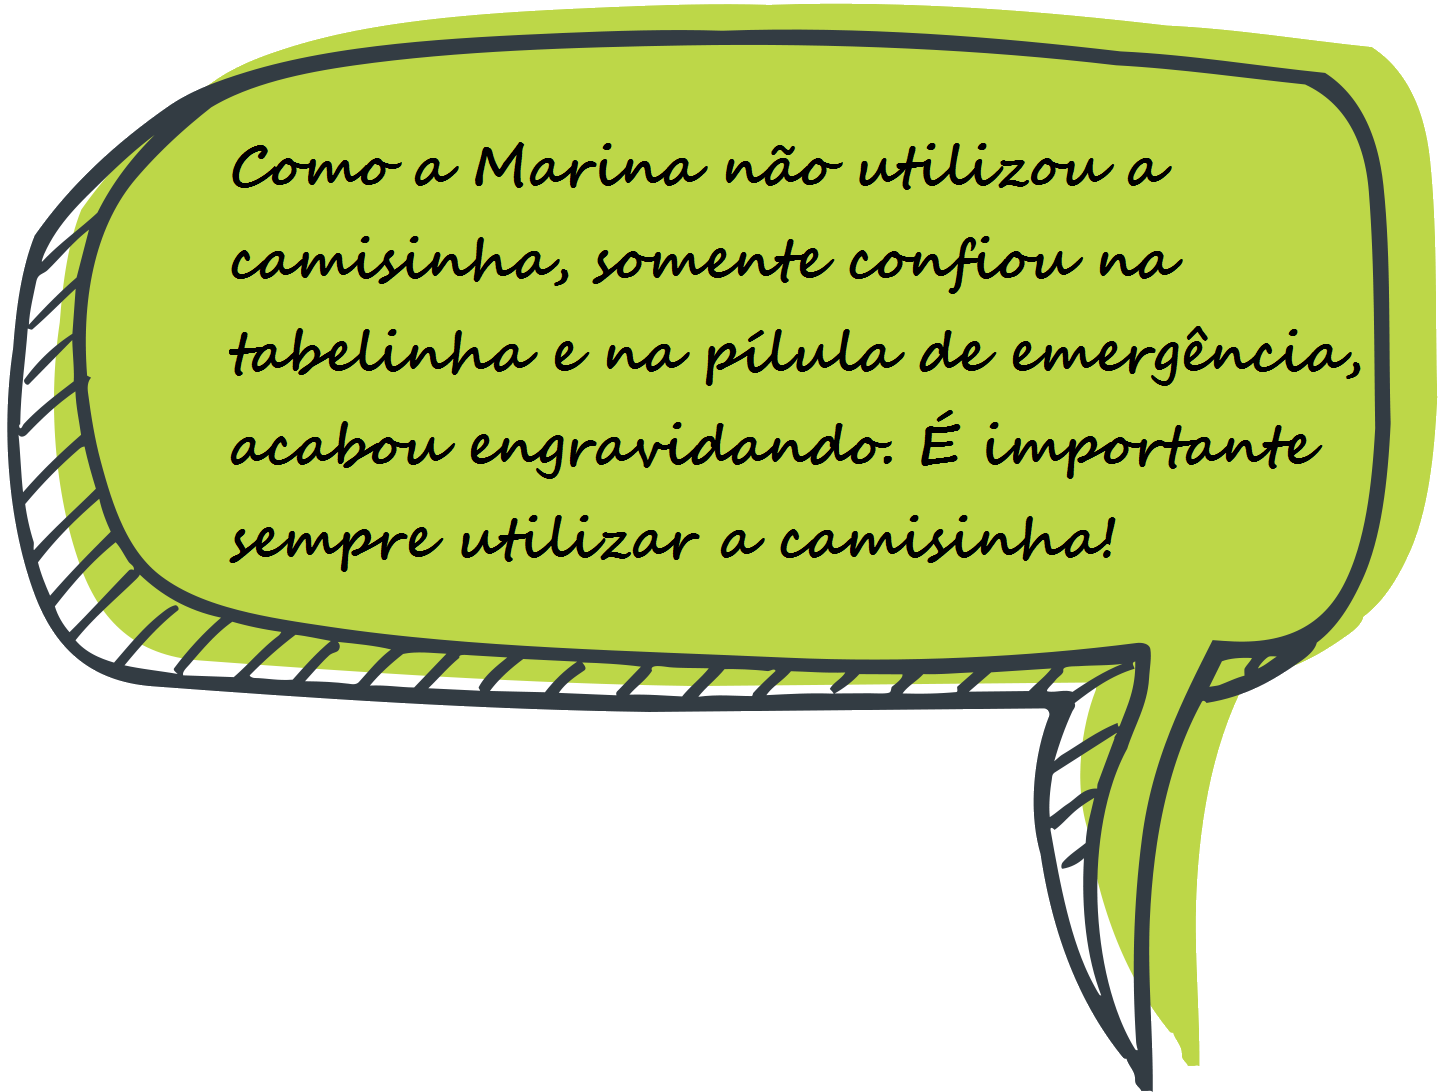 Como a Marina não utilizou a
camisinha, somente confiou na
tabelinha e na pílula de emergência,
acabou engravidando. É importante
sempre utilizar a camisinha!